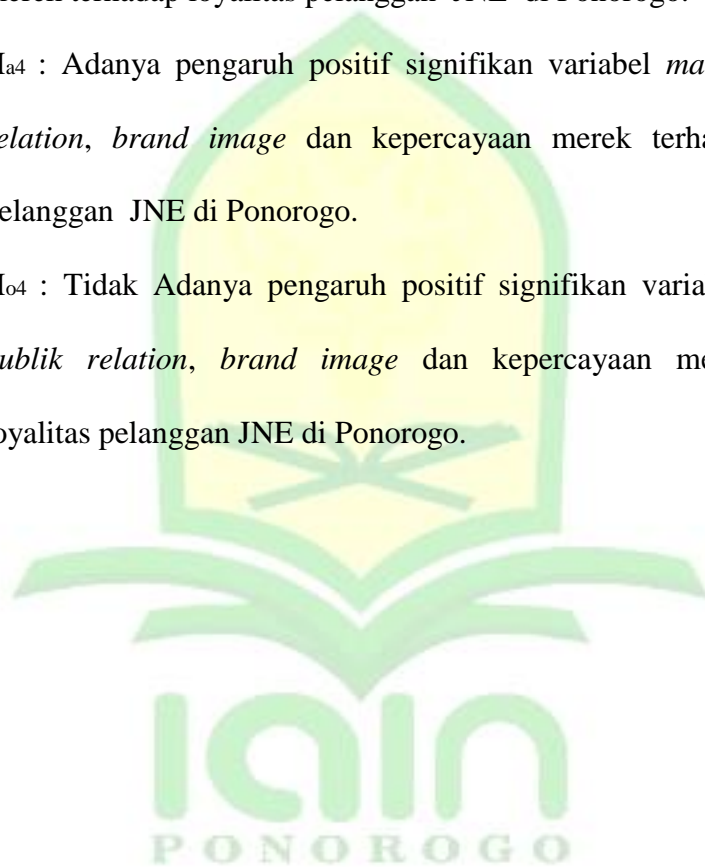 terhadap loyalitas pelanggan JNE di Ponorogo.
: Adanya pengaruh positif signifikan variabel
brand image dan kepercayaan merek
JNE di Ponorogo.
: Tidak Adanya pengaruh positif signifikan
relation, brand image dan kepercayaan
pelanggan JNE di Ponorogo.
iain
PONOROGO